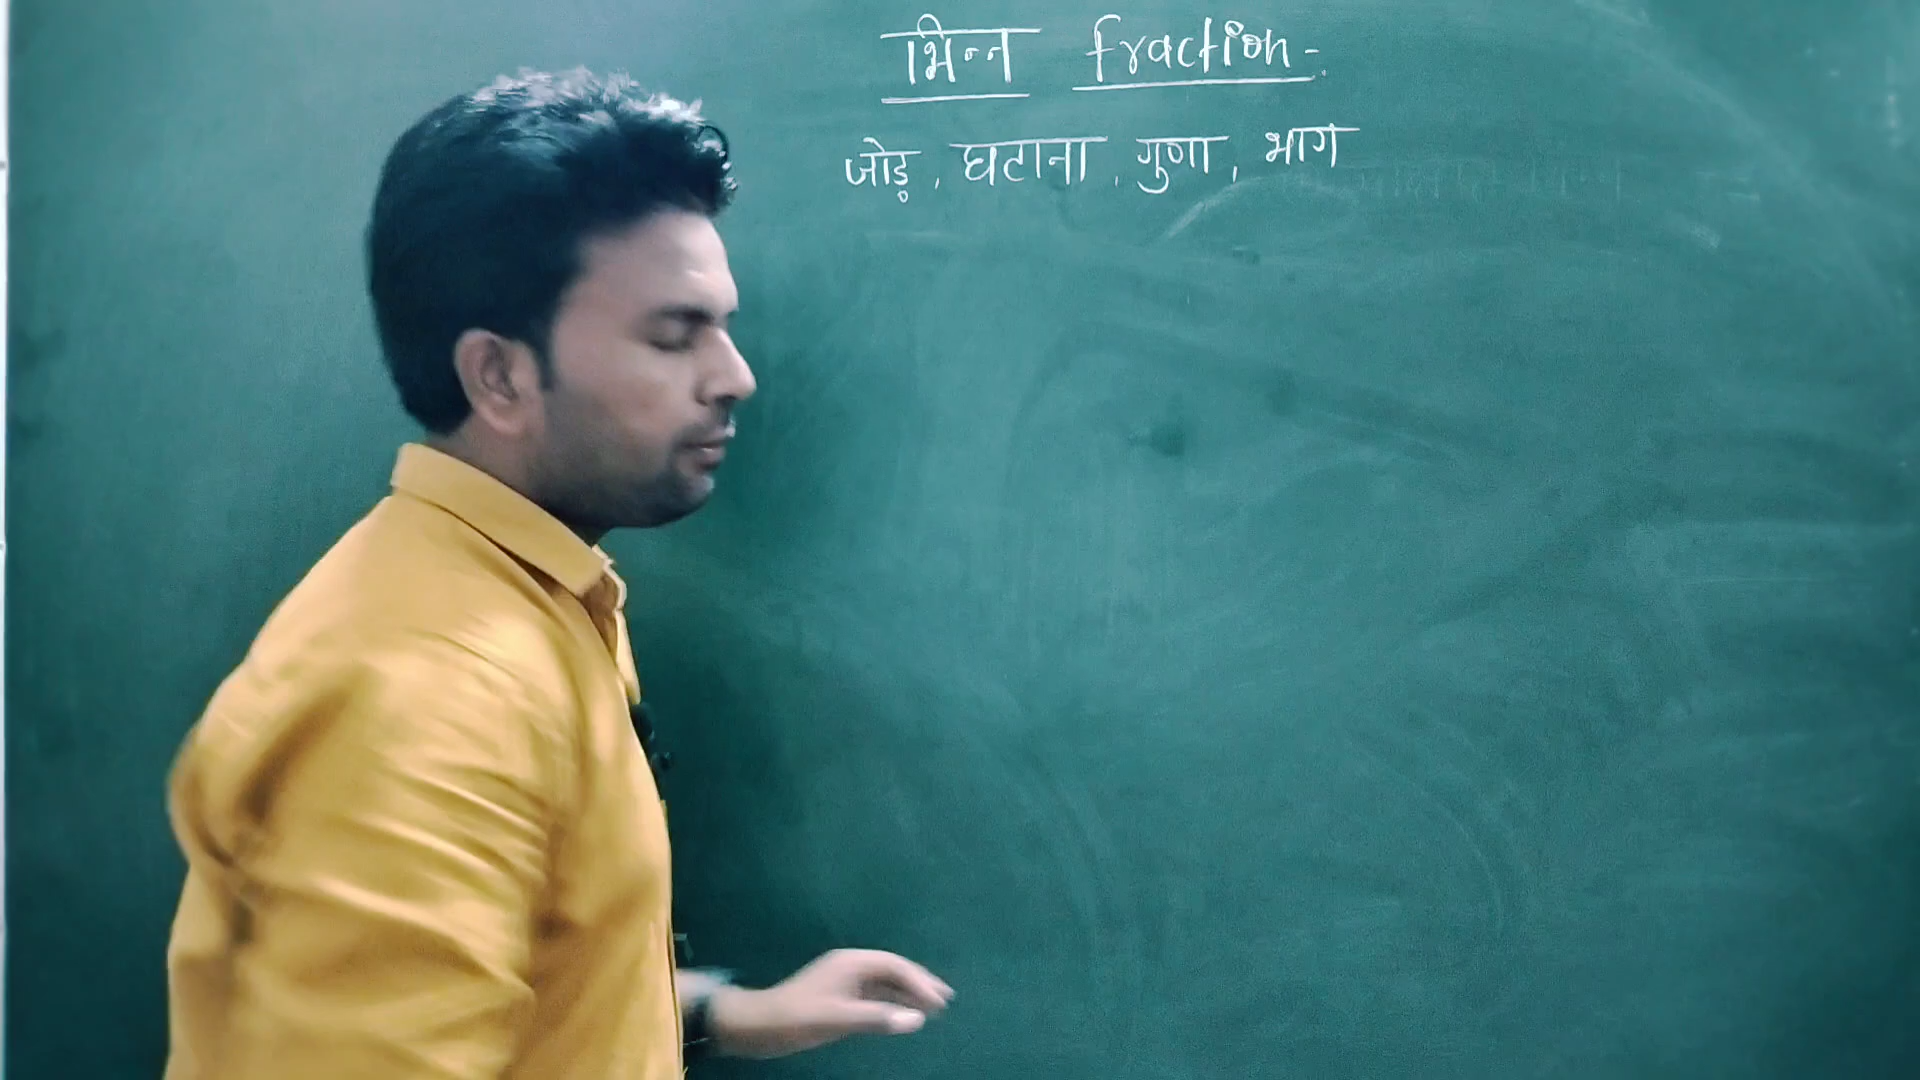 भिन्न fraction-
जोड़, घटाना, गुणा, भाग